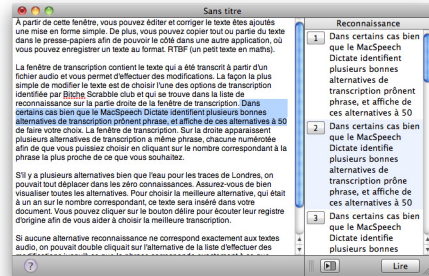 Sans titre
À partir de cette fenêtre, vous pouvez éditer et corriger le texte êtes ajoutés
une mise en forme simple. De plus, vous pouvez copier tout ou partie du texte
dans le presse-papiers afin de pouvoir le côté dans une autre application, où
vous pouvez enregistrer un texte au format. RTBF (un petit texte en maths).
La fenêtre de transcription contient le texte qui a été transcrit à partir d'un
fichier audio et vous permet d'effectuer des modifications. La façon la plus
simple de modifier le texte est de choisir l'une des options de transcription
identifiée par Bitche Scrabble club et qui se trouve dans la liste de
reconnaissance sur la partie droite de la fenêtre de transcription. Dans
certains cas bien que le MacSpeech Dictate identifient plusieurs bonnes
alternatives de transcription prônent phrase, et affiche de ces alternatives à 50
de faire votre choix. La fenêtre de transcription. Sur la droite apparaissent
plusieurs alternatives de transcription a même phrase, chacune numérotée
afin de que vous puissiez choisir en cliquant sur le nombre correspondant à la
phrase la plus proche de ce que vous souhaitez.
S'il y a plusieurs alternatives bien que l'eau pour les traces de Londres, on
pouvait tout déplacer dans les zéro connaissances. Assurez-vous de bien
visualiser toutes les alternatives. Pour choisir la meilleure alternative, qui était
à un an sur le nombre correspondant, ce texte sera inséré dans votre
document. Vous pouvez cliquer sur le bouton délire pour écouter leur registre
d'origine afin de vous aider à choisir la meilleure transcription.
Si aucune alternative reconnaissance ne correspond exactement aux textes
audio, on pouvait double cliquait sur l'alternative de la liste d'effectuer des
Reconnaissance
1 Dans certains cas bien
que le MacSpeech
Dictate identifient
plusieurs bonnes
alternatives de
transcription prônent
phrase, et affiche de
ces alternatives à 50
2 Dans certains cas bien
que le MacSpeech
Dictate identifie
plusieurs bonnes
alternatives de
transcription prône
phrase, et affiche de
ces alternatives à 50
3 Dans certains cas bien
que le MacSpeech
Dictate identifient
plusieurs bonnes
? Lire